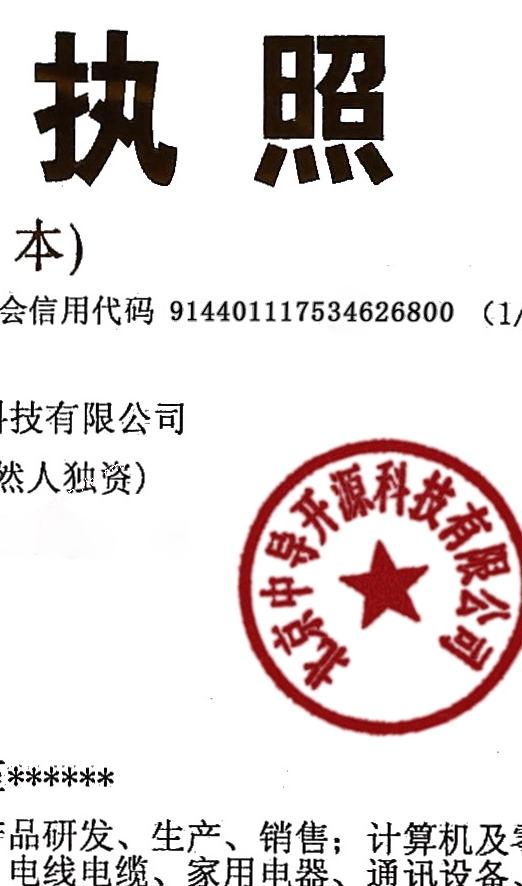 执照
本)
会信用代码 914401117534626800 (1/
科技有限公司
然人独资)
北京中导开源科技有限公司
至******
产品研发、生产、销售；计算机及零
电线电缆、家用电器、通讯设备、